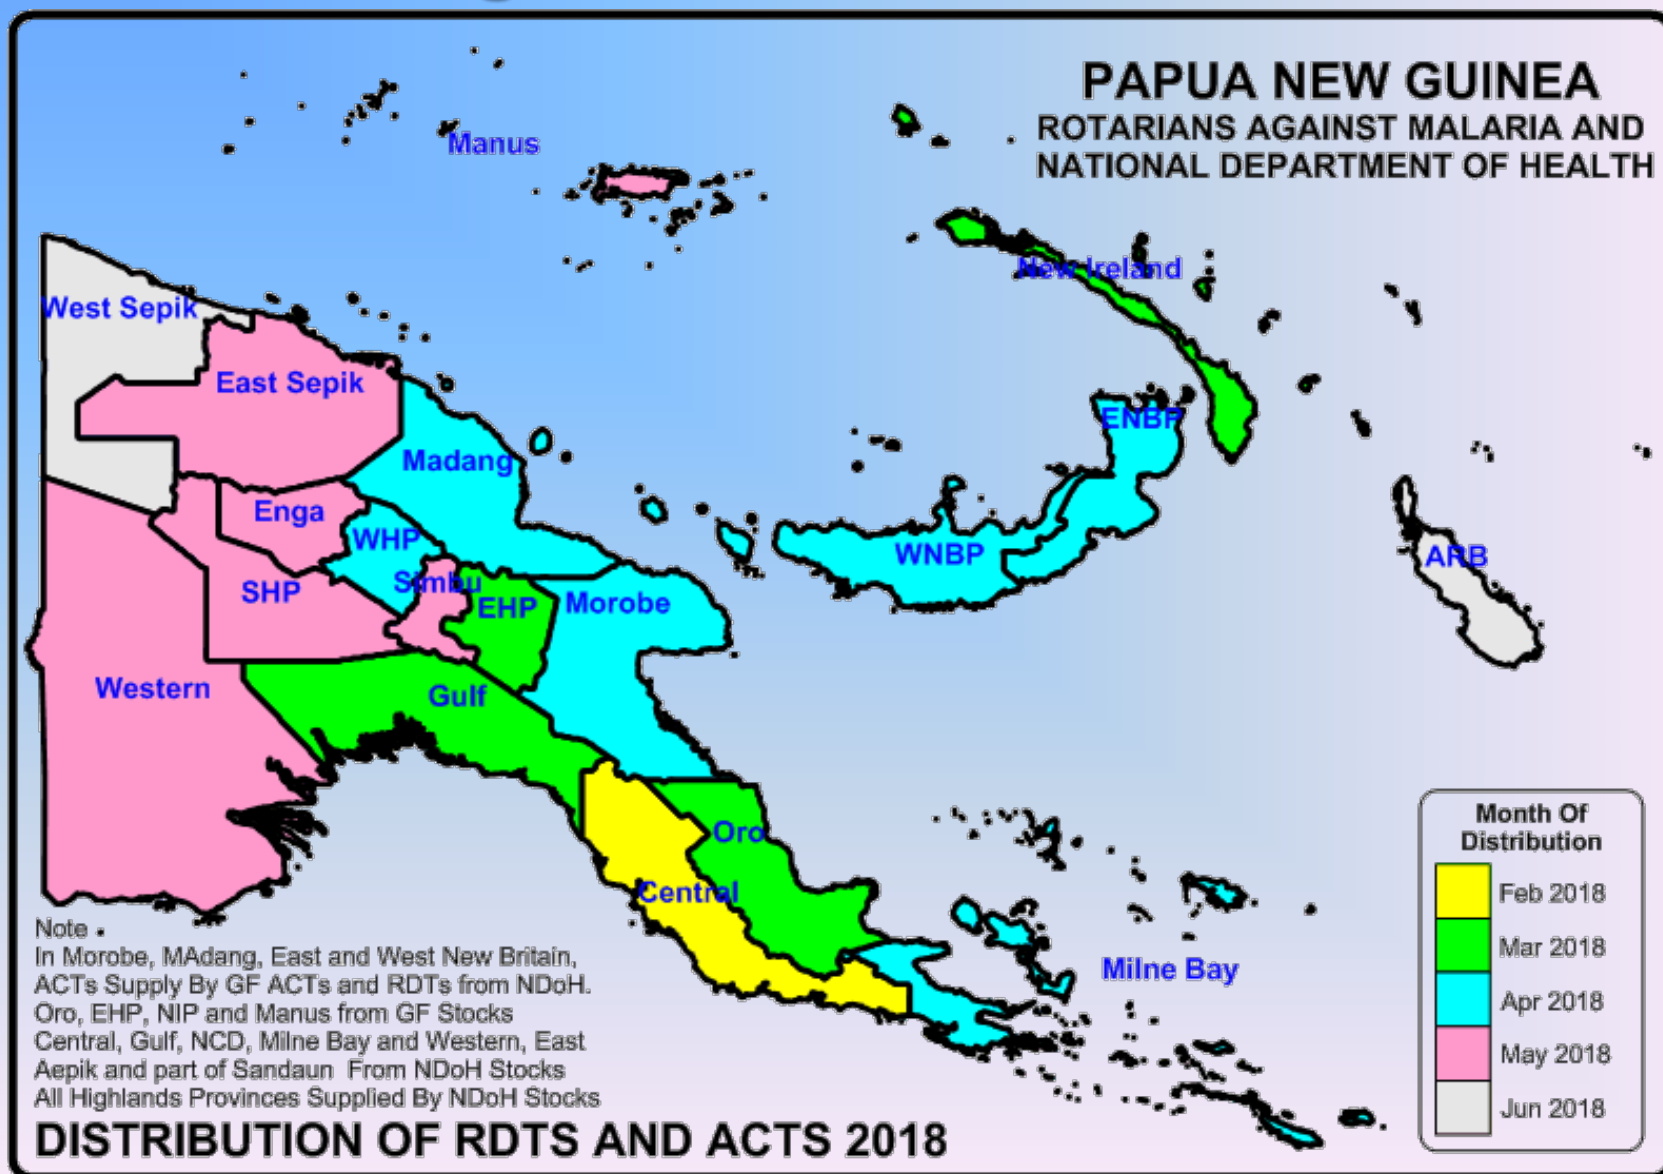 PAPUA NEW GUINEA
ROTARIANS AGAINST MALARIA AND
NATIONAL DEPARTMENT OF HEALTH
Manus
New Ireland
West Sepik
East Sepik
ENBP
Madang
Enga
WHP
WNBP
ARB
Simbu
SHP
EHP
Morobe
Western
Gulf
Oro
Central
Milne Bay
Month Of
Distribution
Feb 2018
Mar 2018
Apr 2018
May 2018
Jun 2018
Note .
In Morobe, MAdang, East and West New Britain,
ACTs Supply By GF ACTs and RDTs from NDoH.
Oro, EHP, NIP and Manus from GF Stocks
Central, Gulf, NCD, Milne Bay and Western, East
Aepik and part of Sandaun From NDoH Stocks
All Highlands Provinces Supplied By NDoH Stocks
DISTRIBUTION OF RDTS AND ACTS 2018